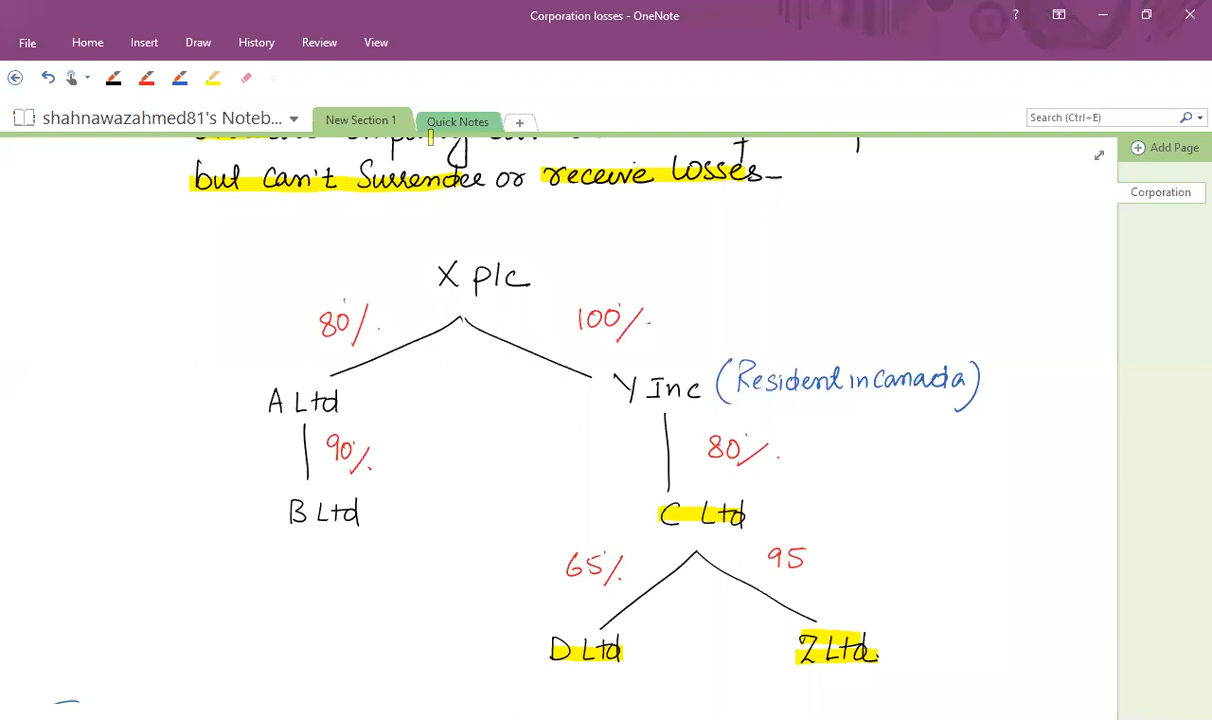 Corporation losses - OneNote
?
File Home Insert Draw History Review View
shahnawazahmed81's Noteb... New Section 1 Quick Notes Search (Ctrl+E)
Add Page
but can't Surrender or receive losses-
Corporation
X plc
80% 100%
A Ltd Y Inc (Resident in Canada)
90% 80%
B Ltd C Ltd
65% 95
D Ltd Z Ltd.